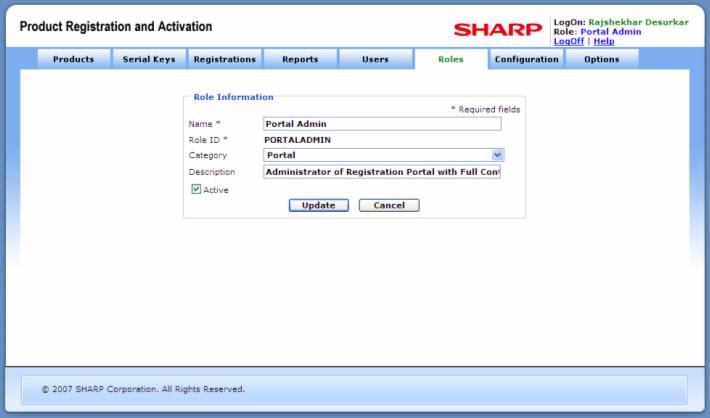 Product Registration and Activation
SHARP
LogOn: Rajshekhar Desurkar
Role: Portal Admin
LogOff | Help
Products Serial Keys Registrations Reports Users Roles Configuration Options
Role Information
* Required fields
Name * Portal Admin
Role ID * PORTALADMIN
Category Portal
Description Administrator of Registration Portal with Full Cont
Active
Update Cancel
© 2007 SHARP Corporation. All Rights Reserved.